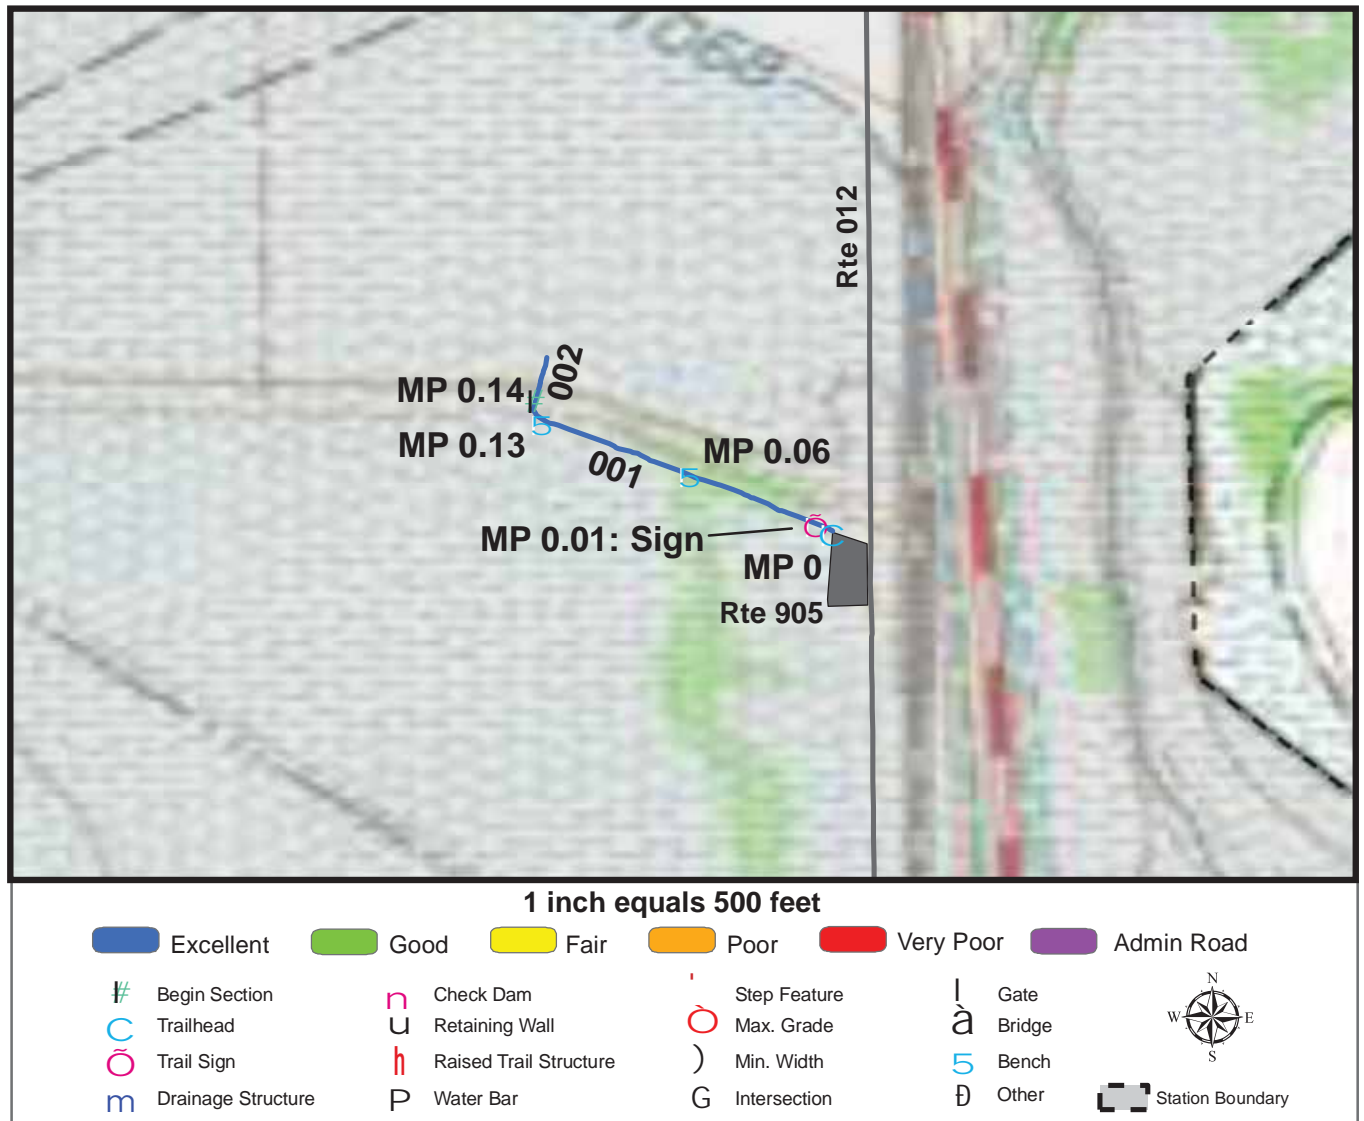 Rte 012
002
MP 0.14
5
MP 0.13
001
MP 0.06
5
MP 0.01: Sign
Õ
C
MP 0
Rte 905
1 inch equals 500 feet
Excellent
Good
Fair
Poor
Very Poor
Admin Road
# Begin Section
n Check Dam
' Step Feature
l Gate
N
C Trailhead
u Retaining Wall
Ò Max. Grade
à Bridge
W E
Õ Trail Sign
h Raised Trail Structure
) Min. Width
5 Bench
S
m Drainage Structure
P Water Bar
G Intersection
Ð Other
Station Boundary